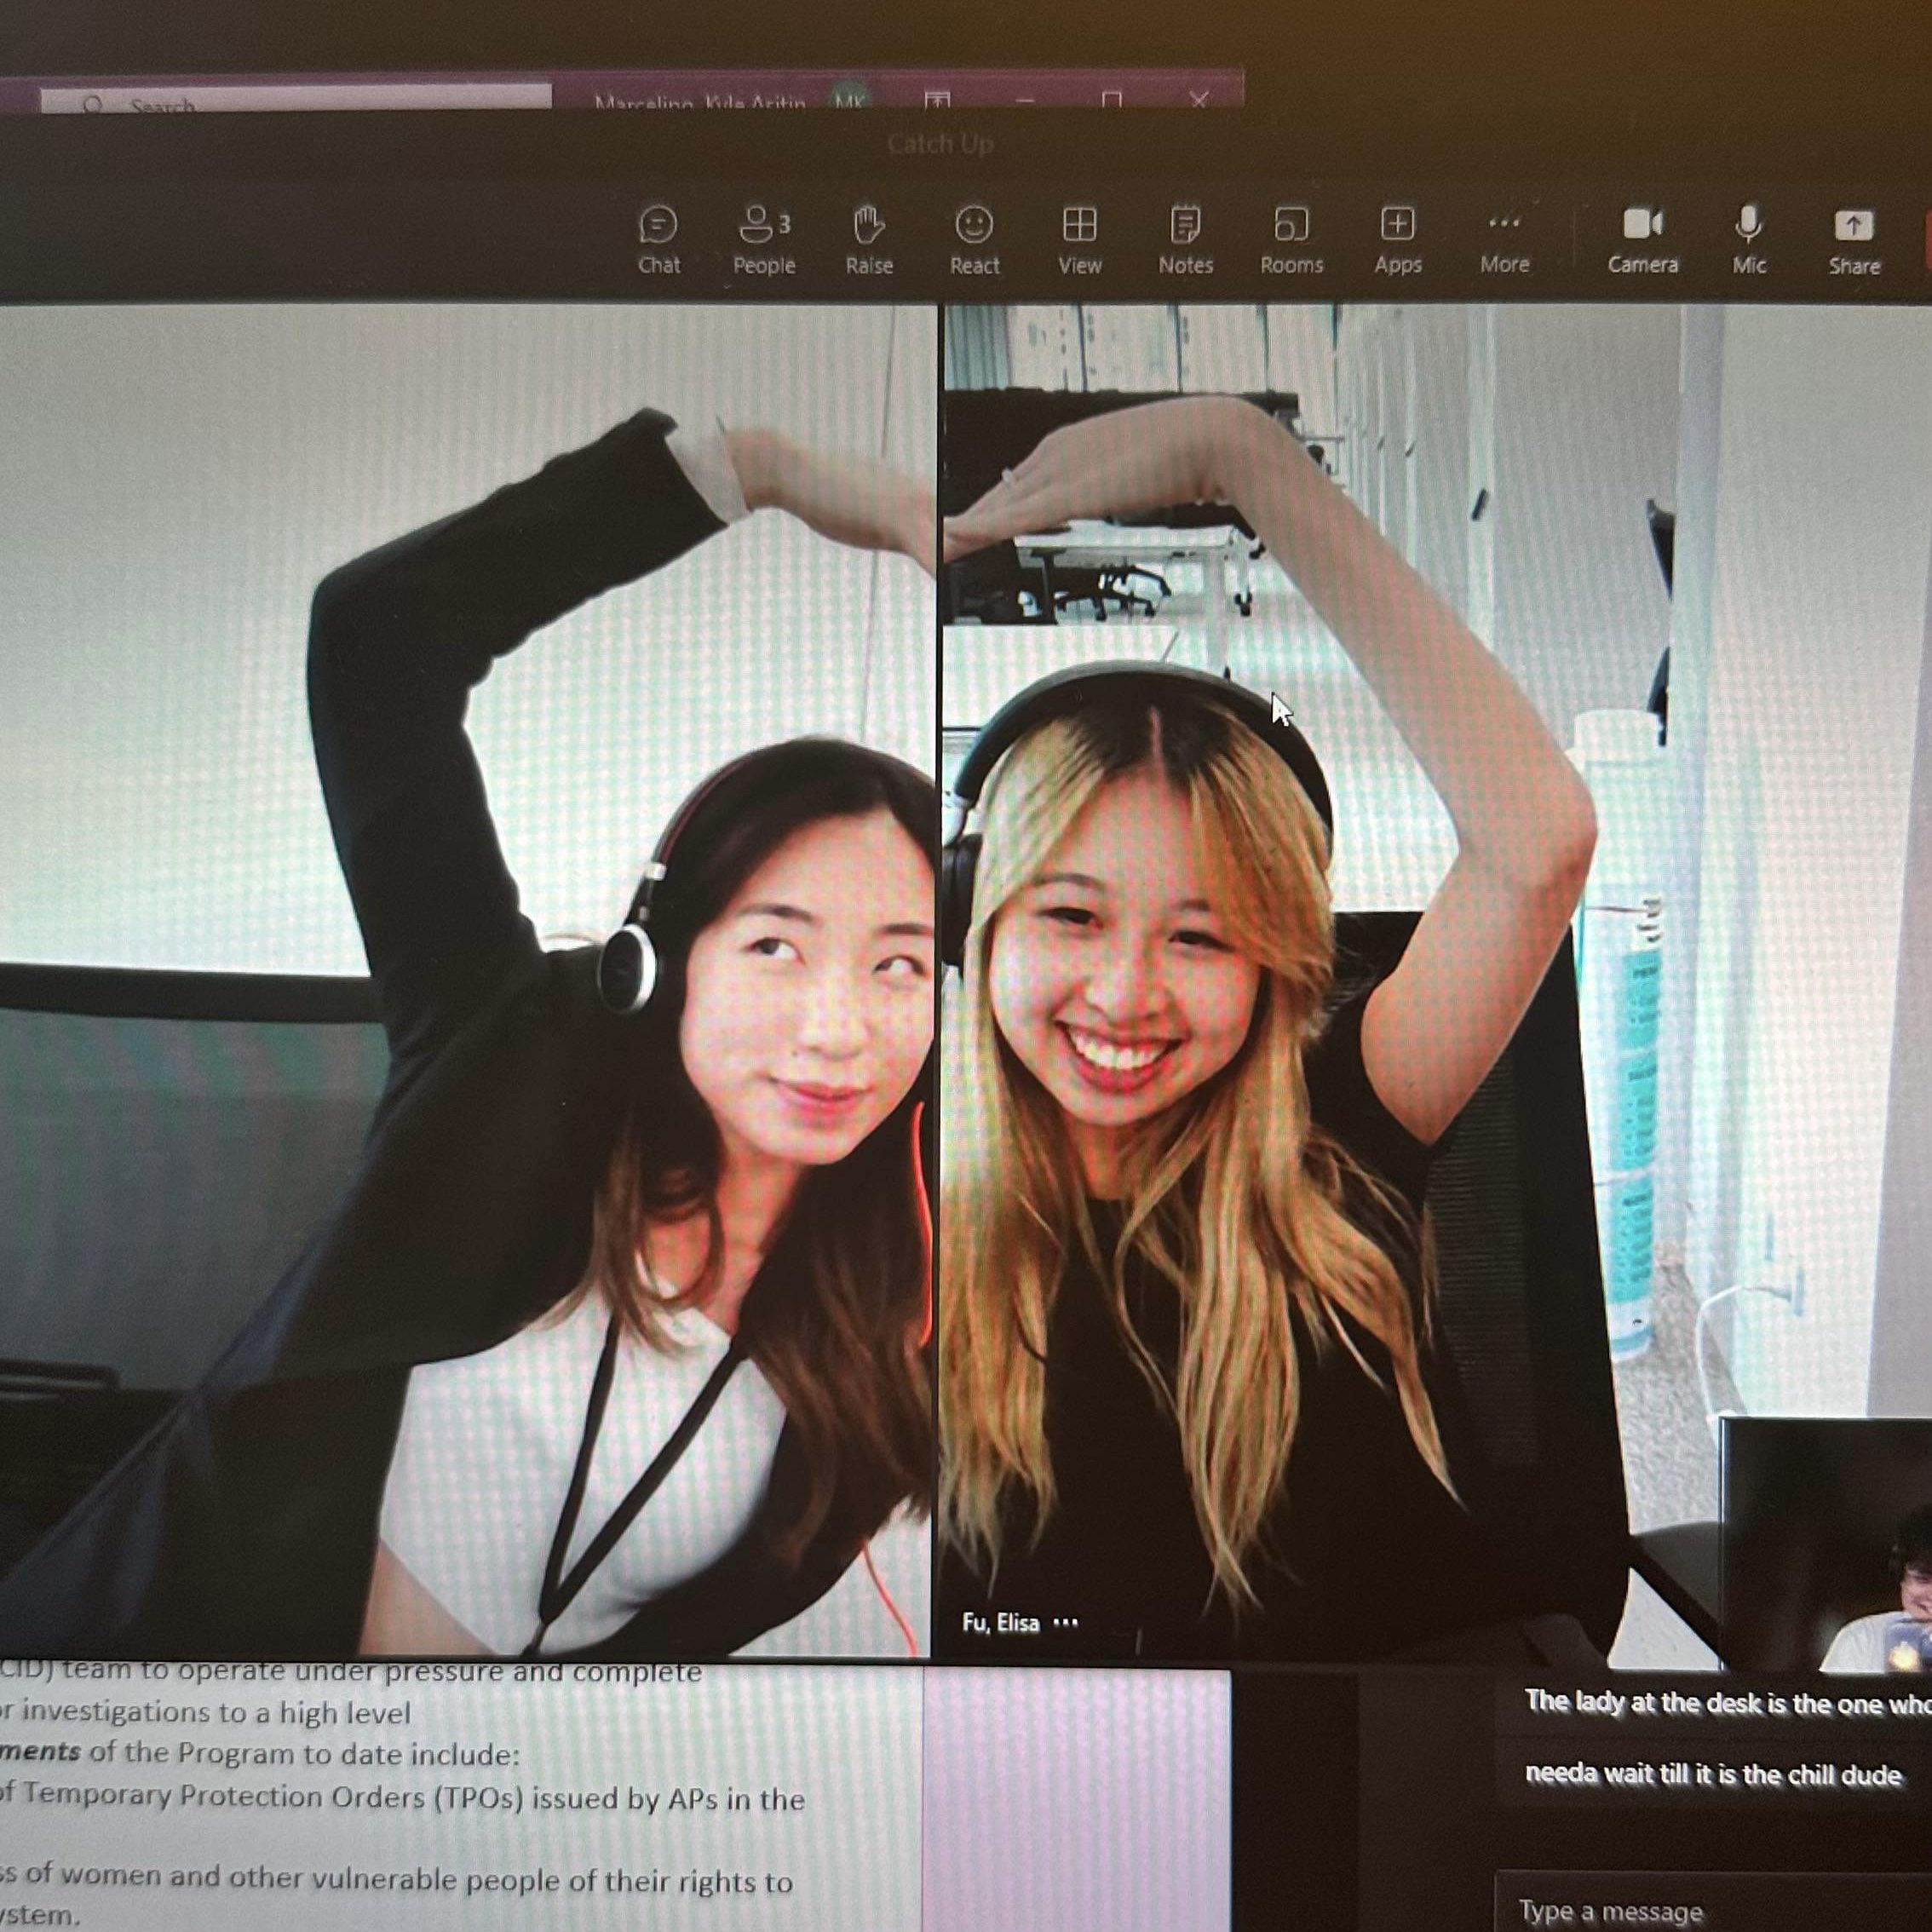 Search
Marcelino, Kyle Aritin MK
Catch Up
Chat
People 3
Raise
React
View
Notes
Rooms
Apps
More
Camera
Mic
Share
Fu, Elisa ...
CID) team to operate under pressure and complete
r investigations to a high level
ments of the Program to date include:
of Temporary Protection Orders (TPOs) issued by APs in the
ss of women and other vulnerable people of their rights to
ystem.
The lady at the desk is the one who
needa wait till it is the chill dude
Type a message